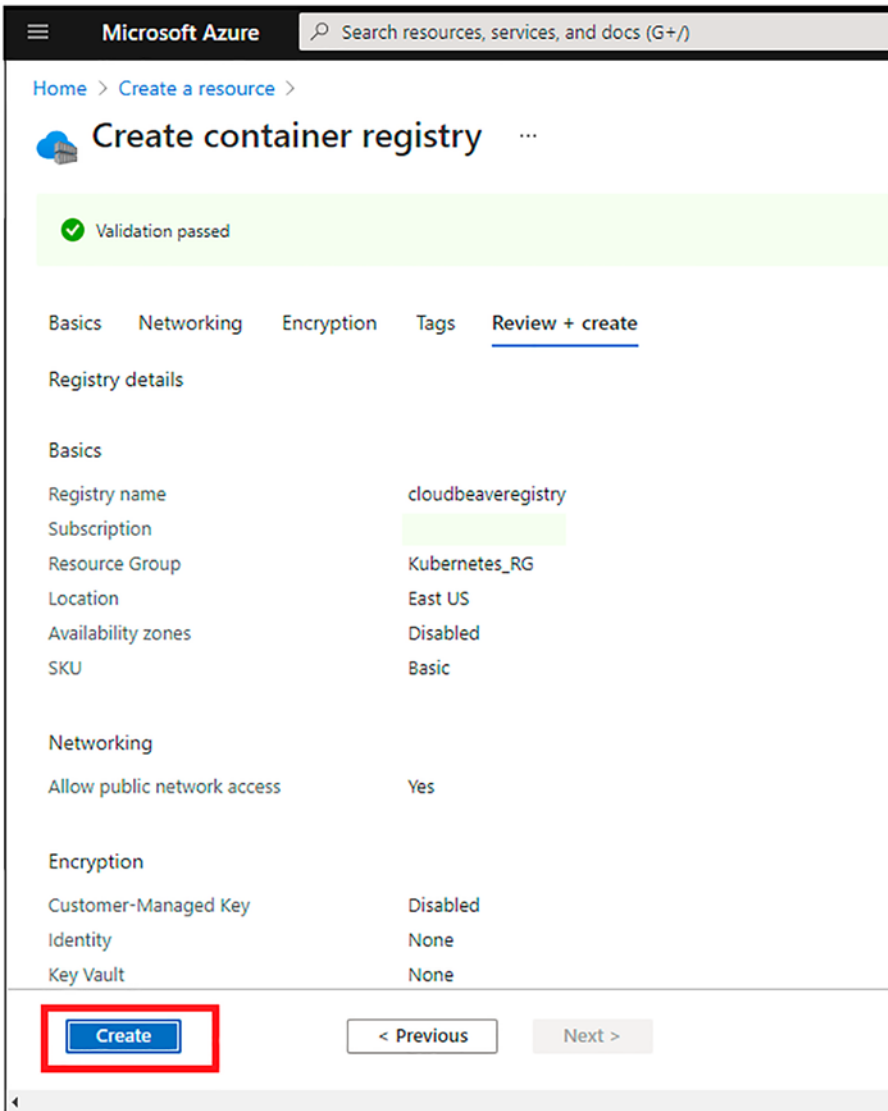 Microsoft Azure Search resources, services, and docs (G+/)
Home > Create a resource >
Create container registry ...
Validation passed
Basics Networking Encryption Tags Review + create
Registry details
Basics
Registry name cloudbeaveregistry
Subscription
Resource Group Kubernetes_RG
Location East US
Availability zones Disabled
SKU Basic
Networking
Allow public network access Yes
Encryption
Customer-Managed Key Disabled
Identity None
Key Vault None
Create < Previous Next >